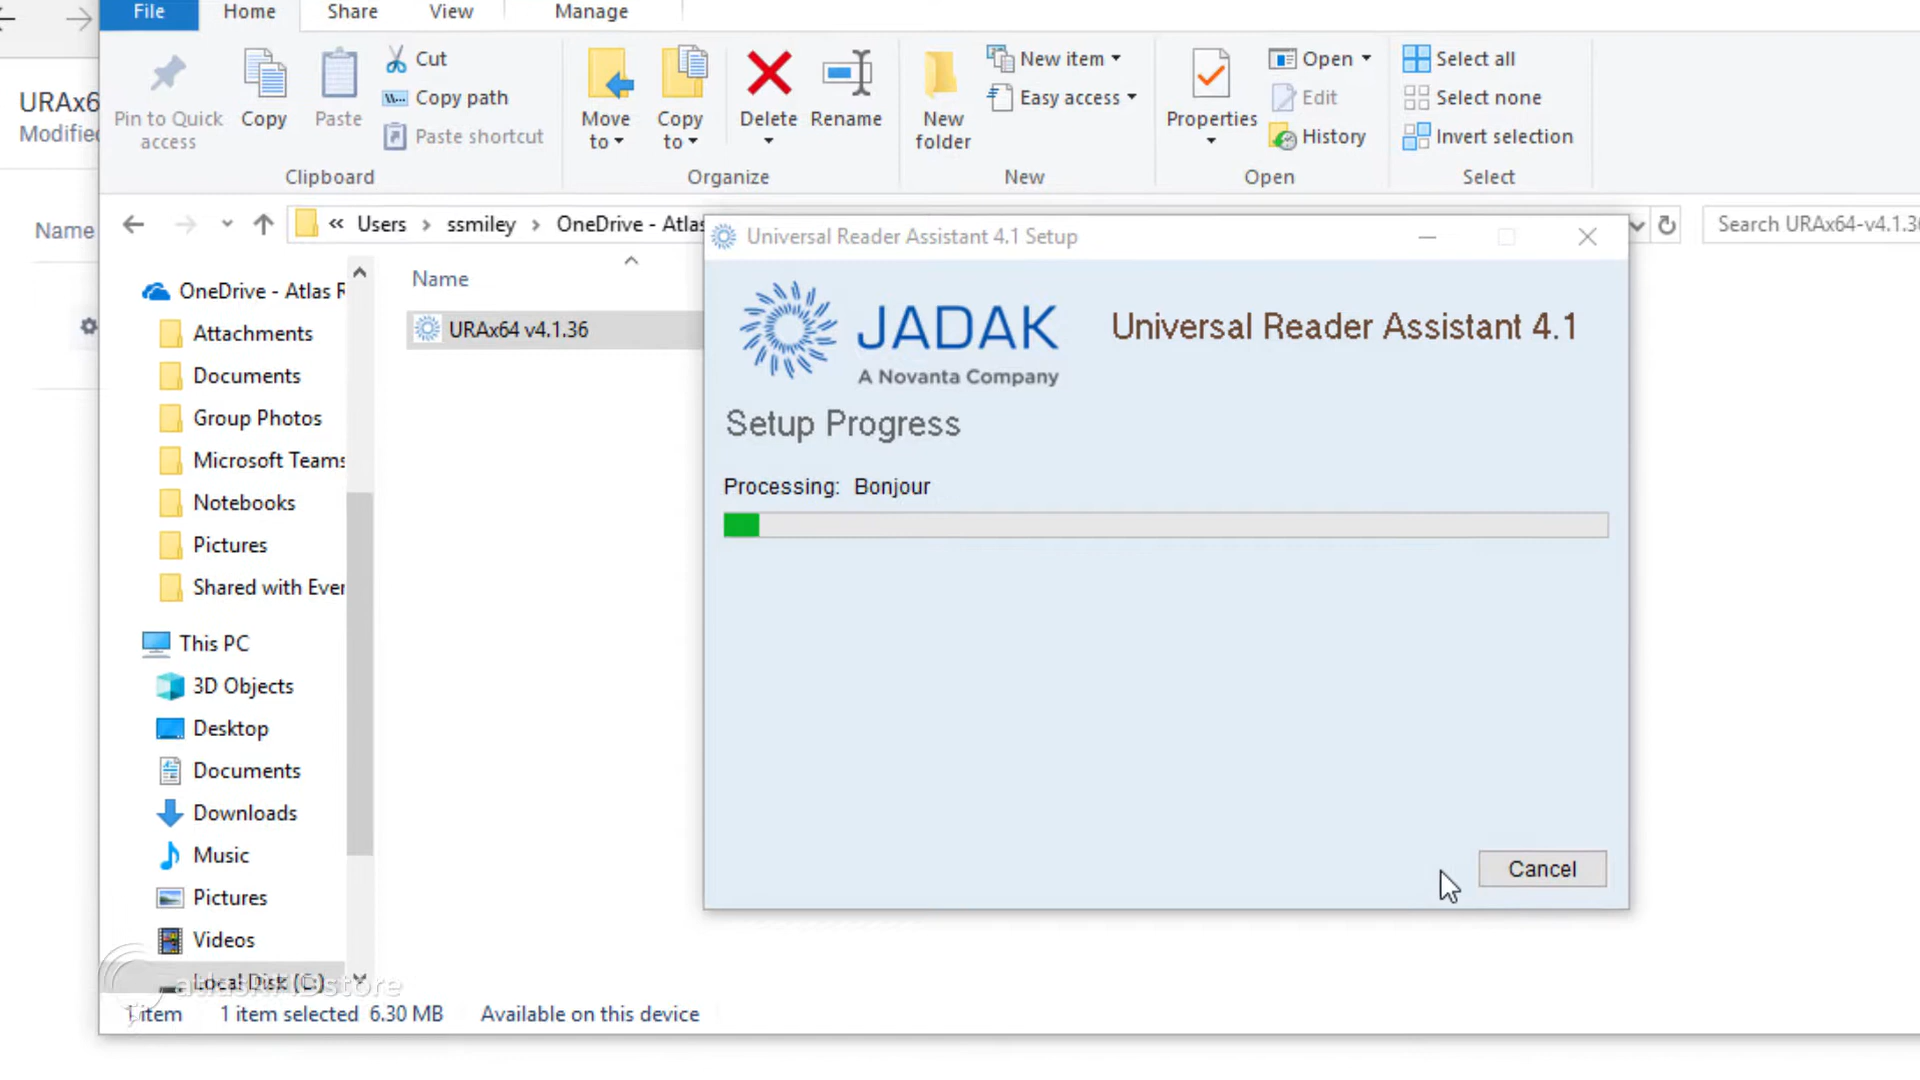 File Home Share View Manage
URAx6
Modified
Name
Pin to Quick access
Copy
Paste
Cut
Copy path
Paste shortcut
Clipboard
Move to
Copy to
Delete
Rename
Organize
New folder
New item
Easy access
New
Properties
Open
Edit
History
Open
Select all
Select none
Invert selection
Select
« Users › ssmiley › OneDrive - Atlas
Search URAx64-v4.1.36
OneDrive - Atlas R
Attachments
Documents
Group Photos
Microsoft Teams
Notebooks
Pictures
Shared with Ever
This PC
3D Objects
Desktop
Documents
Downloads
Music
Pictures
Videos
Local Disk (C:)
Name
URAx64 v4.1.36
Universal Reader Assistant 4.1 Setup
JADAK
A Novanta Company
Universal Reader Assistant 4.1
Setup Progress
Processing: Bonjour
Cancel
atlasRFIDstore
1 item 1 item selected 6.30 MB Available on this device